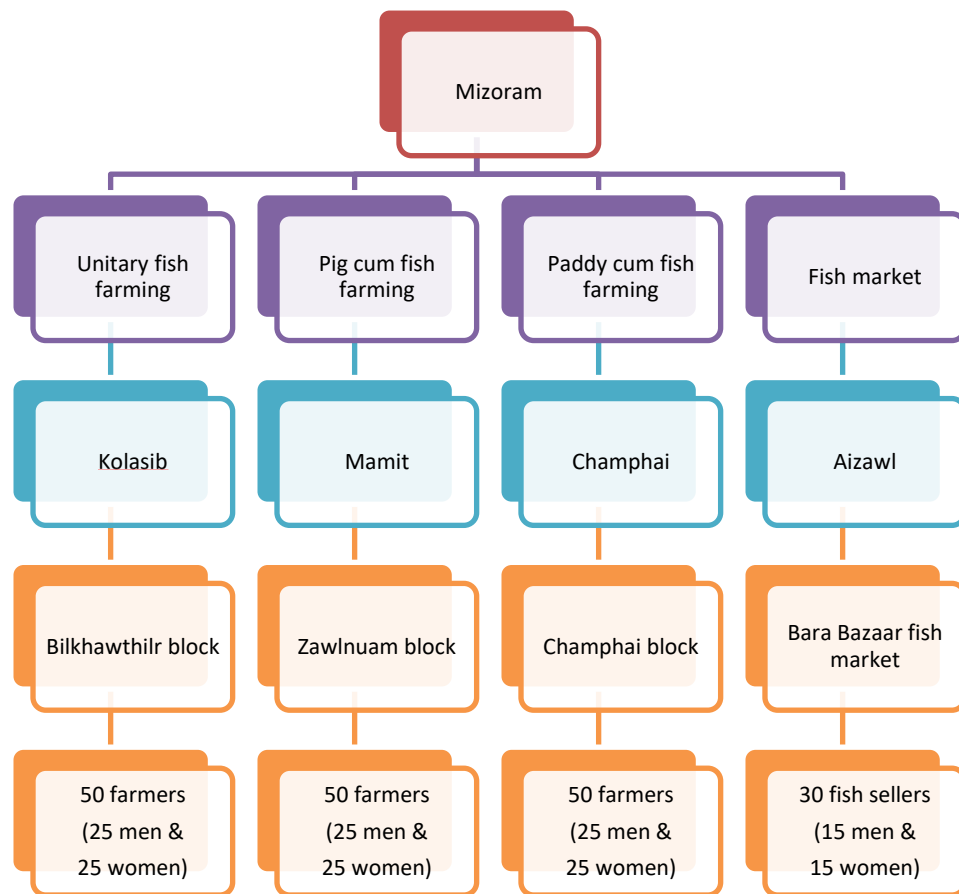 Mizoram
Unitary fish
farming
Pig cum fish
farming
Paddy cum fish
farming
Fish market
Kolasib
Mamit
Champhai
Aizawl
Bilkhawthilr block
Zawlnuam block
Champhai block
Bara Bazaar fish
market
50 farmers
(25 men &
25 women)
50 farmers
(25 men &
25 women)
50 farmers
(25 men &
25 women)
30 fish sellers
(15 men &
15 women)